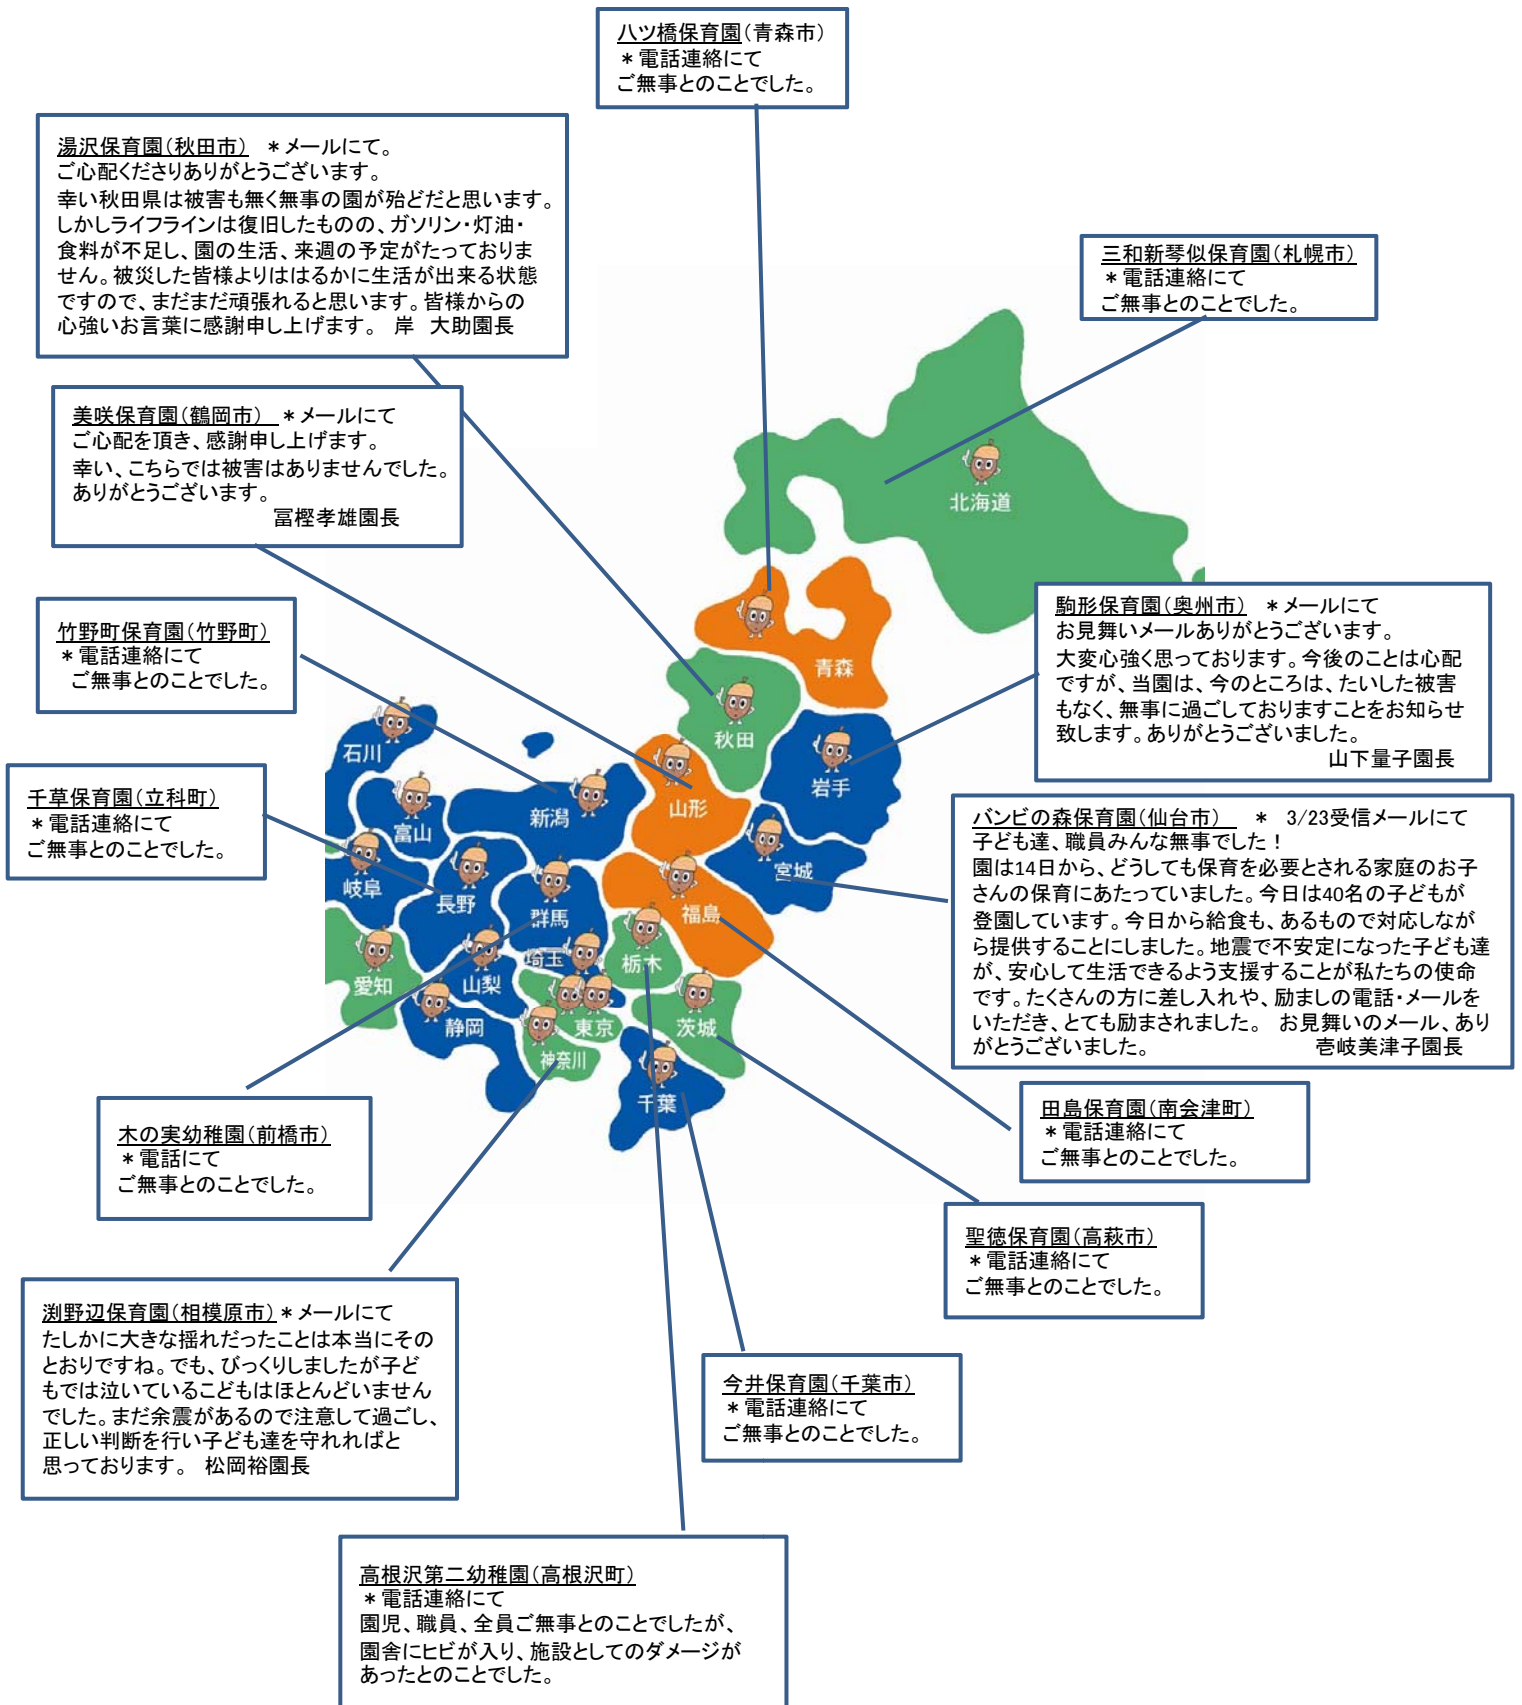 八ツ橋保育園(青森市)
*電話連絡にて
ご無事とのことでした。
湯沢保育園(秋田市) *メールにて。
ご心配くださりありがとうございます。
幸い秋田県は被害も無く無事の園が殆どだと思います。
しかしライフラインは復旧したものの、ガソリン・灯油・
食料が不足し、園の生活、来週の予定がたっておりま
せん。被災した皆様よりははるかに生活が出来る状態
ですので、まだまだ頑張れると思います。皆様からの
心強いお言葉に感謝申し上げます。 岸 大助園長
三和新琴似保育園(札幌市)
*電話連絡にて
ご無事とのことでした。
美咲保育園(鶴岡市) *メールにて
ご心配を頂き、感謝申し上げます。
幸い、こちらでは被害はありませんでした。
ありがとうございます。
冨樫孝雄園長
北海道
駒形保育園(奥州市) *メールにて
お見舞いメールありがとうございます。
大変心強く思っております。今後のことは心配
ですが、当園は、今のところは、たいした被害
もなく、無事に過ごしておりますことをお知らせ
致します。ありがとうございました。
山下量子園長
竹野町保育園(竹野町)
*電話連絡にて
ご無事とのことでした。
青森
秋田
石川
岩手
山形
新潟
富山
千草保育園(立科町)
*電話連絡にて
ご無事とのことでした。
バンビの森保育園(仙台市) * 3/23受信メールにて
子ども達、職員みんな無事でした!
園は14日から、どうしても保育を必要とされる家庭のお子
さんの保育にあたっていました。今日は40名の子どもが
登園しています。今日から給食も、あるもので対応しなが
ら提供することにしました。地震で不安定になった子ども達
が、安心して生活できるよう支援することが私たちの使命
です。たくさんの方に差し入れや、励ましの電話・メールを
いただき、とても励まされました。 お見舞いのメール、あり
がとうございました。 壱岐美津子園長
宮城
岐阜
長野
群馬
福島
埼玉
栃木
愛知
山梨
静岡
東京
茨城
神奈川
千葉
木の実幼稚園(前橋市)
*電話にて
ご無事とのことでした。
田島保育園(南会津町)
*電話連絡にて
ご無事とのことでした。
聖徳保育園(高萩市)
*電話連絡にて
ご無事とのことでした。
渕野辺保育園(相模原市)*メールにて
たしかに大きな揺れだったことは本当にその
とおりですね。でも、びっくりしましたが子ど
もでは泣いているこどもはほとんどいません
でした。まだ余震があるので注意して過ごし、
正しい判断を行い子ども達を守れればと
思っております。 松岡裕園長
今井保育園(千葉市)
*電話連絡にて
ご無事とのことでした。
高根沢第二幼稚園(高根沢町)
*電話連絡にて
園児、職員、全員ご無事とのことでしたが、
園舎にヒビが入り、施設としてのダメージが
あったとのことでした。